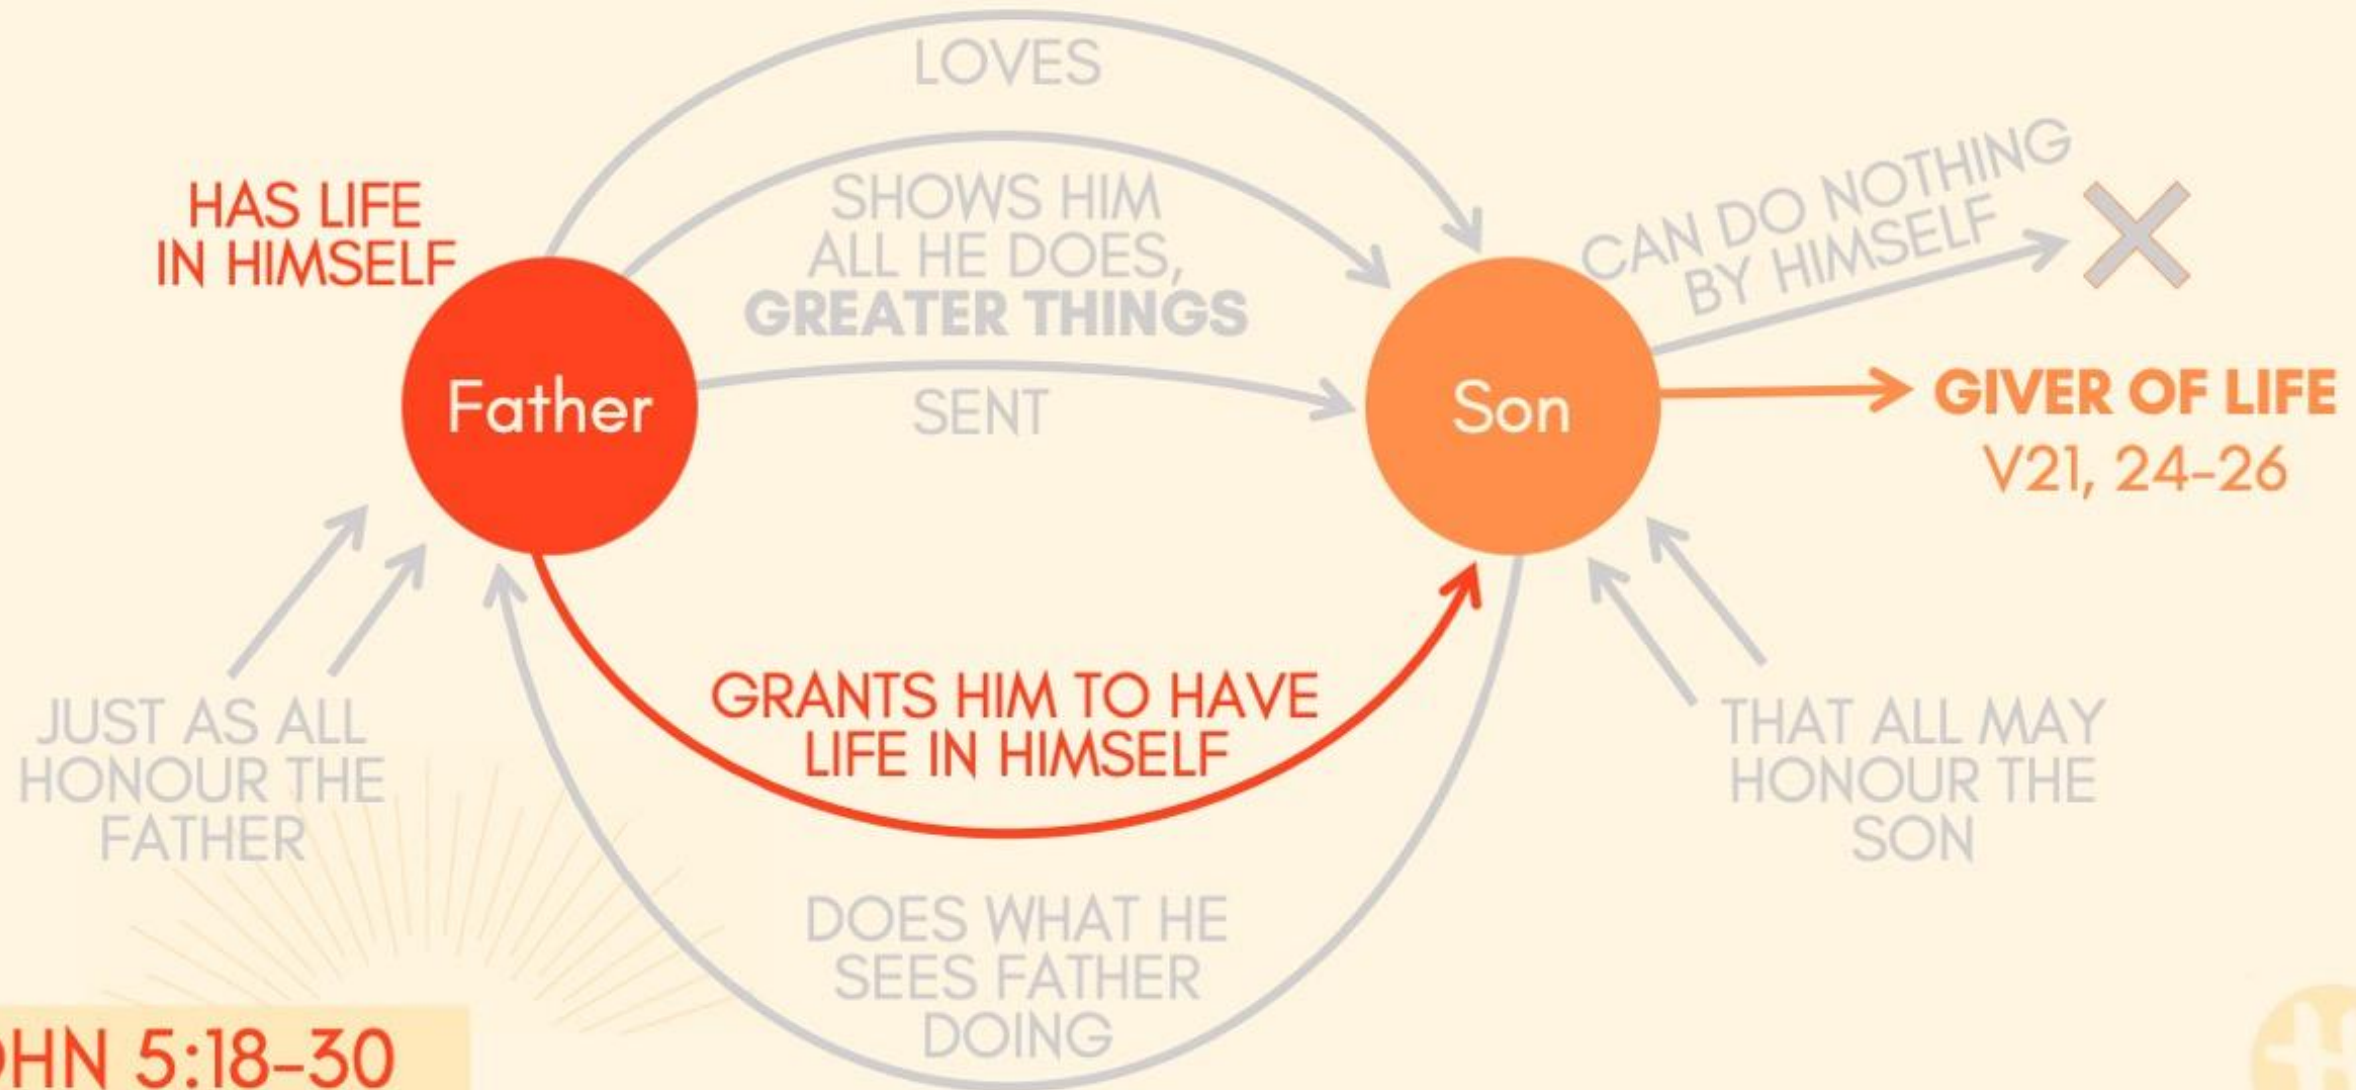 LOVES
SHOWS HIM
ALL HE DOES,
GREATER THINGS
SENT
HAS LIFE
IN HIMSELF
Father
Son
CAN DO NOTHING
BY HIMSELF
GIVER OF LIFE
V21, 24-26
GRANTS HIM TO HAVE
LIFE IN HIMSELF
JUST AS ALL
HONOUR THE
FATHER
THAT ALL MAY
HONOUR THE
SON
DOES WHAT HE
SEES FATHER
DOING
OHN 5:18-30